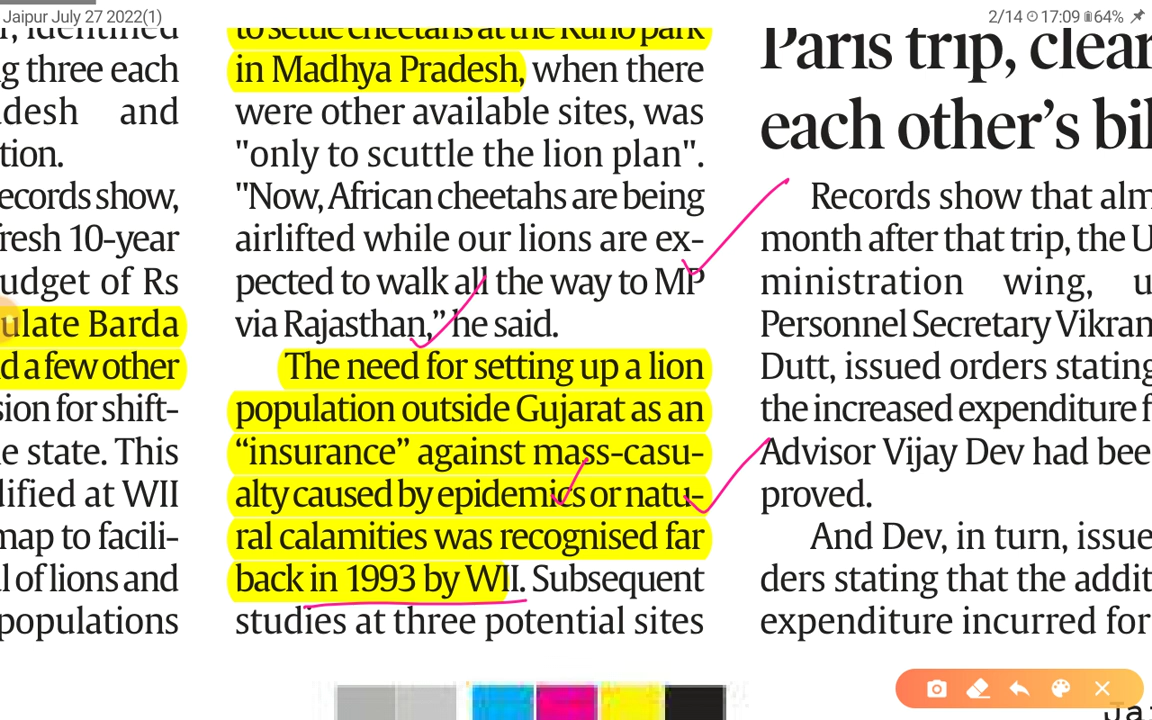 Jaipur July 27 2022(1)
2/14 17:09 64%
r, identified
g three each
desh and
tion.
ecords show,
resh 10-year
udget of Rs
ulate Barda
d a few other
sion for shift-
e state. This
lified at WII
map to facili-
l of lions and
populations
to settle cheetahs at the Kuno park
in Madhya Pradesh, when there
were other available sites, was
"only to scuttle the lion plan".
"Now, African cheetahs are being
airlifted while our lions are ex-
pected to walk all the way to MP
via Rajasthan,” he said.
The need for setting up a lion
population outside Gujarat as an
“insurance” against mass-casu-
alty caused by epidemics or natu-
ral calamities was recognised far
back in 1993 by WII. Subsequent
studies at three potential sites
Paris trip, clear
each other’s bil
Records show that alm
month after that trip, the U
ministration wing, u
Personnel Secretary Vikran
Dutt, issued orders stating
the increased expenditure f
Advisor Vijay Dev had bee
proved.
And Dev, in turn, issue
ders stating that the addit
expenditure incurred for
Ja